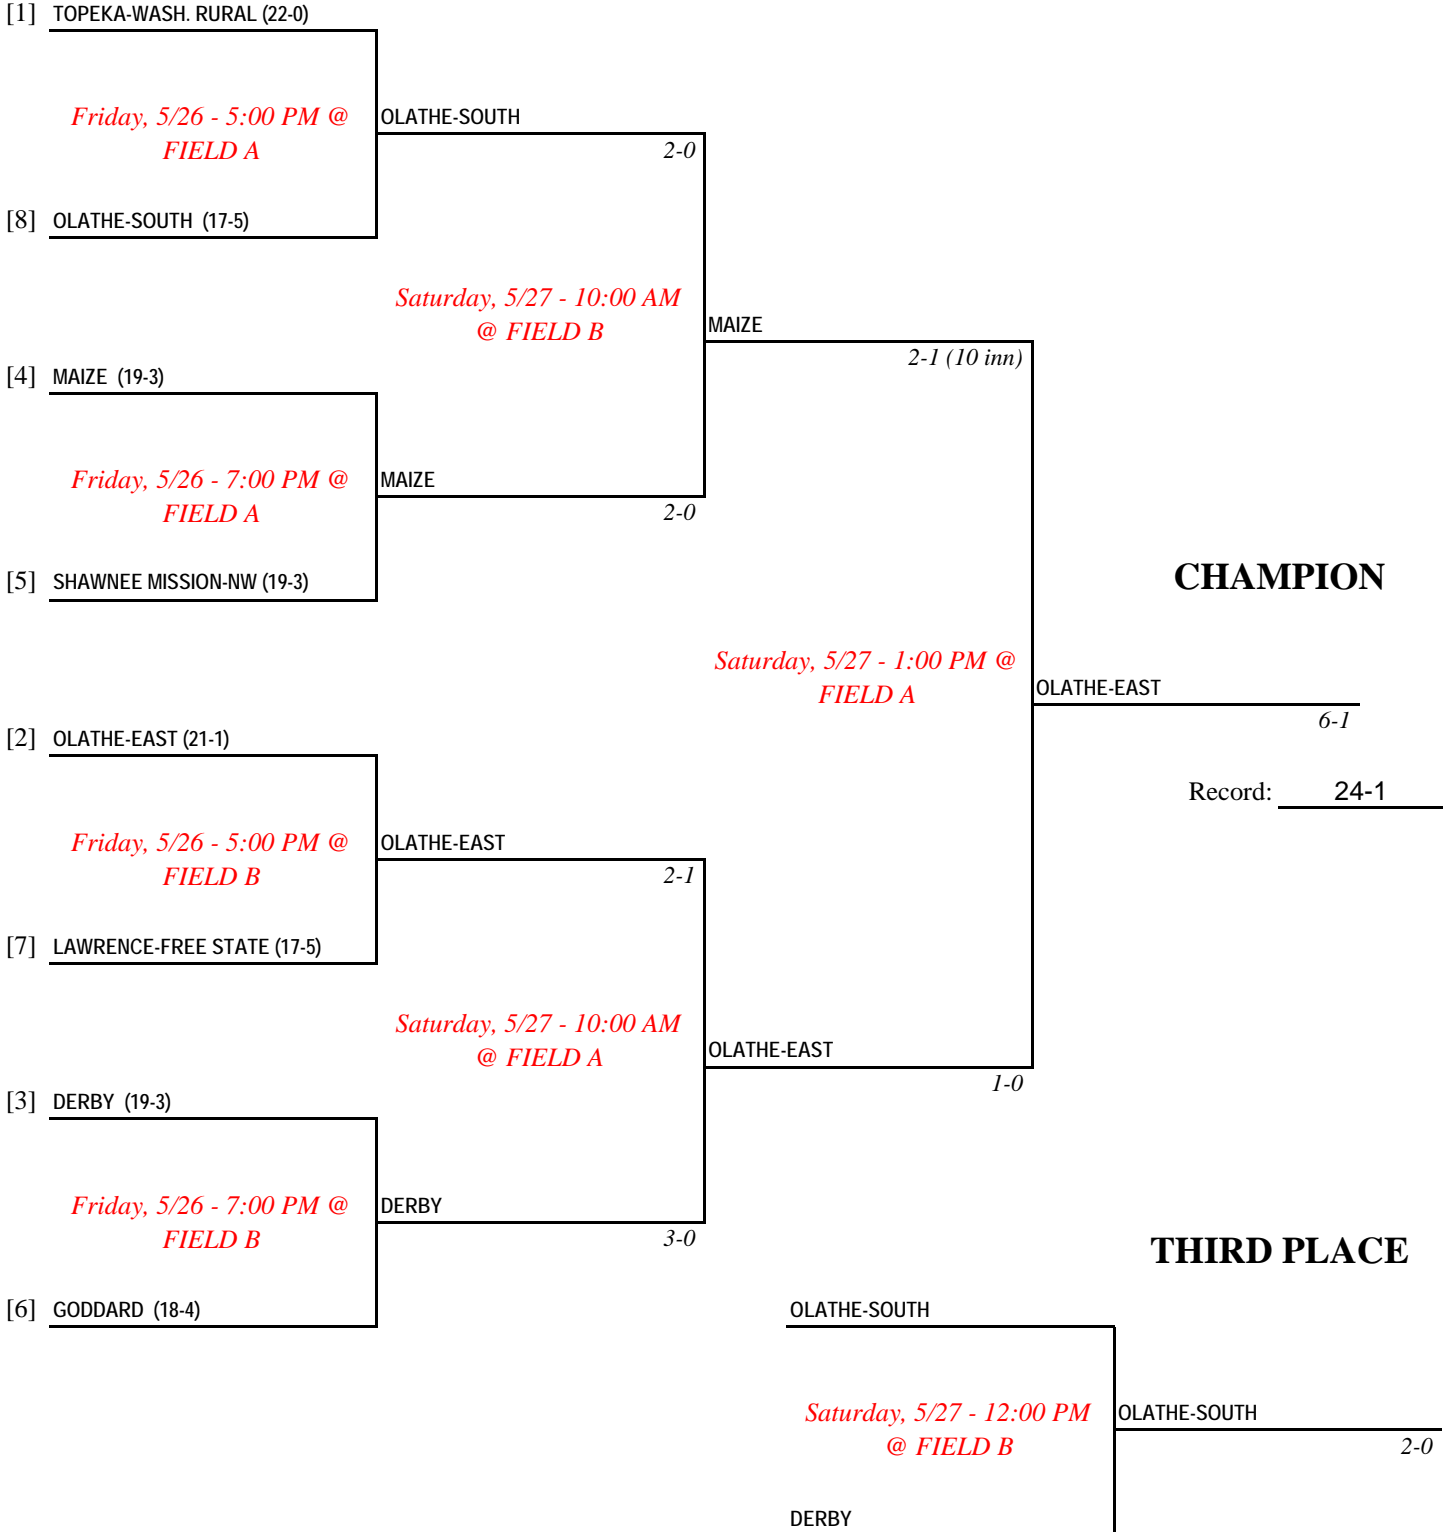 [1] TOPEKA-WASH. RURAL (22-0)
Friday, 5/26 - 5:00 PM @
FIELD A
OLATHE-SOUTH
2-0
[8] OLATHE-SOUTH (17-5)
Saturday, 5/27 - 10:00 AM
@ FIELD B
MAIZE
2-1 (10 inn)
[4] MAIZE (19-3)
Friday, 5/26 - 7:00 PM @
FIELD A
MAIZE
2-0
[5] SHAWNEE MISSION-NW (19-3)
CHAMPION
Saturday, 5/27 - 1:00 PM @
FIELD A
OLATHE-EAST
6-1
Record: 24-1
[2] OLATHE-EAST (21-1)
Friday, 5/26 - 5:00 PM @
FIELD B
OLATHE-EAST
2-1
[7] LAWRENCE-FREE STATE (17-5)
Saturday, 5/27 - 10:00 AM
@ FIELD A
OLATHE-EAST
1-0
[3] DERBY (19-3)
Friday, 5/26 - 7:00 PM @
FIELD B
DERBY
3-0
[6] GODDARD (18-4)
THIRD PLACE
OLATHE-SOUTH
Saturday, 5/27 - 12:00 PM
@ FIELD B
OLATHE-SOUTH
2-0
DERBY